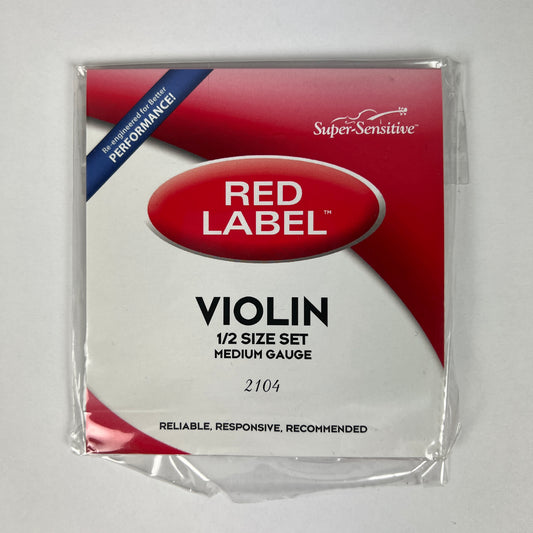 Re-engineered for Better
PERFORMANCE!
Super-Sensitive™
RED
LABEL™
VIOLIN
1/2 SIZE SET
MEDIUM GAUGE
2104
RELIABLE, RESPONSIVE, RECOMMENDED